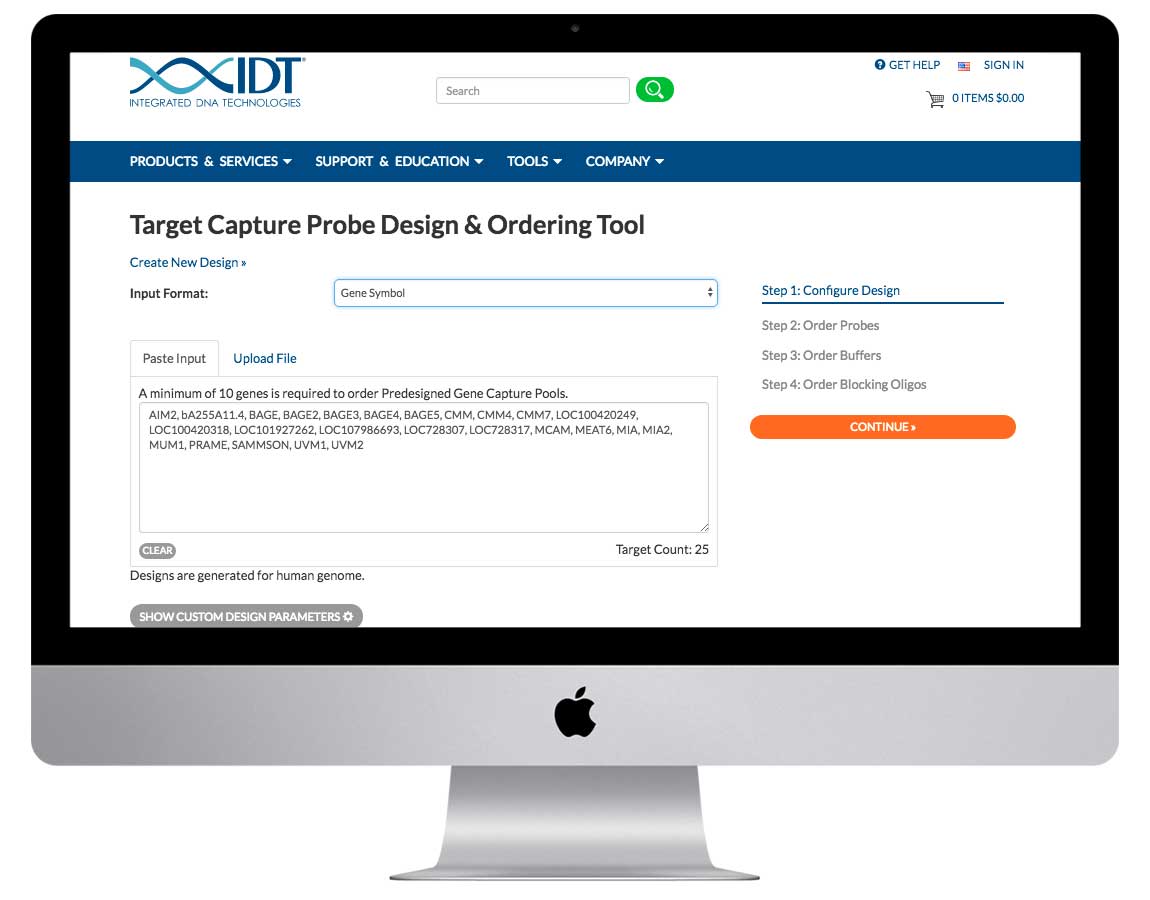 IDT
INTEGRATED DNA TECHNOLOGIES
Search
GET HELP
SIGN IN
0 ITEMS $0.00
PRODUCTS & SERVICES
SUPPORT & EDUCATION
TOOLS
COMPANY
Target Capture Probe Design & Ordering Tool
Create New Design »
Input Format:
Gene Symbol
Paste Input
Upload File
A minimum of 10 genes is required to order Predesigned Gene Capture Pools.
AIM2, bA255A11.4, BAGE, BAGE2, BAGE3, BAGE4, BAGE5, CMM, CMM4, CMM7, LOC100420249,
LOC100420318, LOC101927262, LOC107986693, LOC728307, LOC728317, MCAM, MEAT6, MIA, MIA2,
MUM1, PRAME, SAMMSON, UVM1, UVM2
CLEAR
Target Count: 25
Designs are generated for human genome.
SHOW CUSTOM DESIGN PARAMETERS
Step 1: Configure Design
Step 2: Order Probes
Step 3: Order Buffers
Step 4: Order Blocking Oligos
CONTINUE »